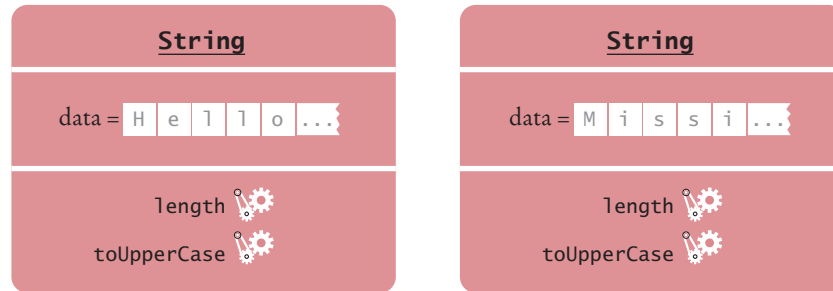 String
data = H e l l o ...
length
toUpperCase
String
data = M i s s i ...
length
toUpperCase